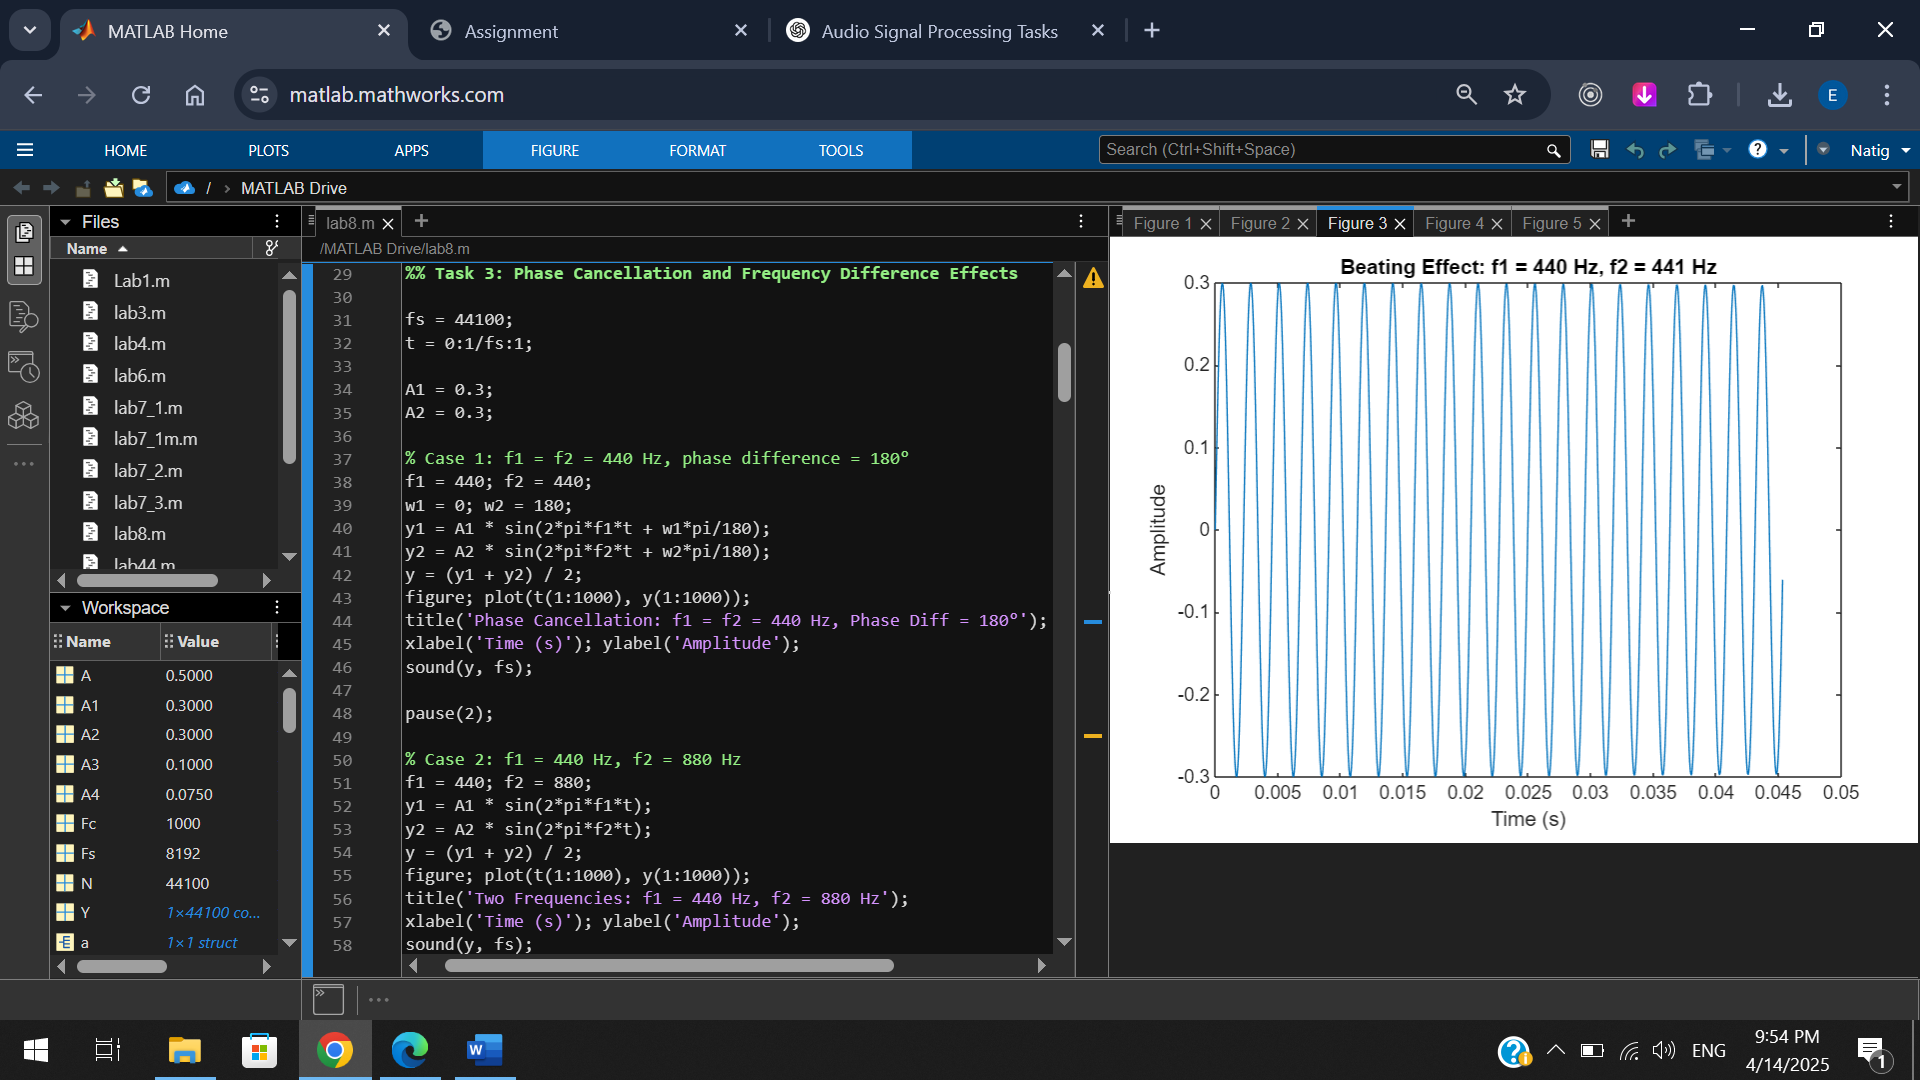 MATLAB Home
Assignment
Audio Signal Processing Tasks
matlab.mathworks.com
E
HOME PLOTS APPS FIGURE FORMAT TOOLS
Search (Ctrl+Shift+Space)
Natig
/ › MATLAB Drive
Files
Name
Lab1.m
lab3.m
lab4.m
lab6.m
lab7_1.m
lab7_1m.m
lab7_2.m
lab7_3.m
lab8.m
lab44.m
Workspace
Name Value
A 0.5000
A1 0.3000
A2 0.3000
A3 0.1000
A4 0.0750
Fc 1000
Fs 8192
N 44100
Y 1×44100 co...
a 1×1 struct
lab8.m
/MATLAB Drive/lab8.m
29 %% Task 3: Phase Cancellation and Frequency Difference Effects
30
31 fs = 44100;
32 t = 0:1/fs:1;
33
34 A1 = 0.3;
35 A2 = 0.3;
36
37 % Case 1: f1 = f2 = 440 Hz, phase difference = 180°
38 f1 = 440; f2 = 440;
39 w1 = 0; w2 = 180;
40 y1 = A1 * sin(2*pi*f1*t + w1*pi/180);
41 y2 = A2 * sin(2*pi*f2*t + w2*pi/180);
42 y = (y1 + y2) / 2;
43 figure; plot(t(1:1000), y(1:1000));
44 title('Phase Cancellation: f1 = f2 = 440 Hz, Phase Diff = 180°');
45 xlabel('Time (s)'); ylabel('Amplitude');
46 sound(y, fs);
47
48 pause(2);
49
50 % Case 2: f1 = 440 Hz, f2 = 880 Hz
51 f1 = 440; f2 = 880;
52 y1 = A1 * sin(2*pi*f1*t);
53 y2 = A2 * sin(2*pi*f2*t);
54 y = (y1 + y2) / 2;
55 figure; plot(t(1:1000), y(1:1000));
56 title('Two Frequencies: f1 = 440 Hz, f2 = 880 Hz');
57 xlabel('Time (s)'); ylabel('Amplitude');
58 sound(y, fs);
Figure 1 Figure 2 Figure 3 Figure 4 Figure 5
Beating Effect: f1 = 440 Hz, f2 = 441 Hz
0.3
0.2
0.1
0
-0.1
-0.2
-0.3
Amplitude
0 0.005 0.01 0.015 0.02 0.025 0.03 0.035 0.04 0.045 0.05
Time (s)
W
ENG
9:54 PM
4/14/2025
1